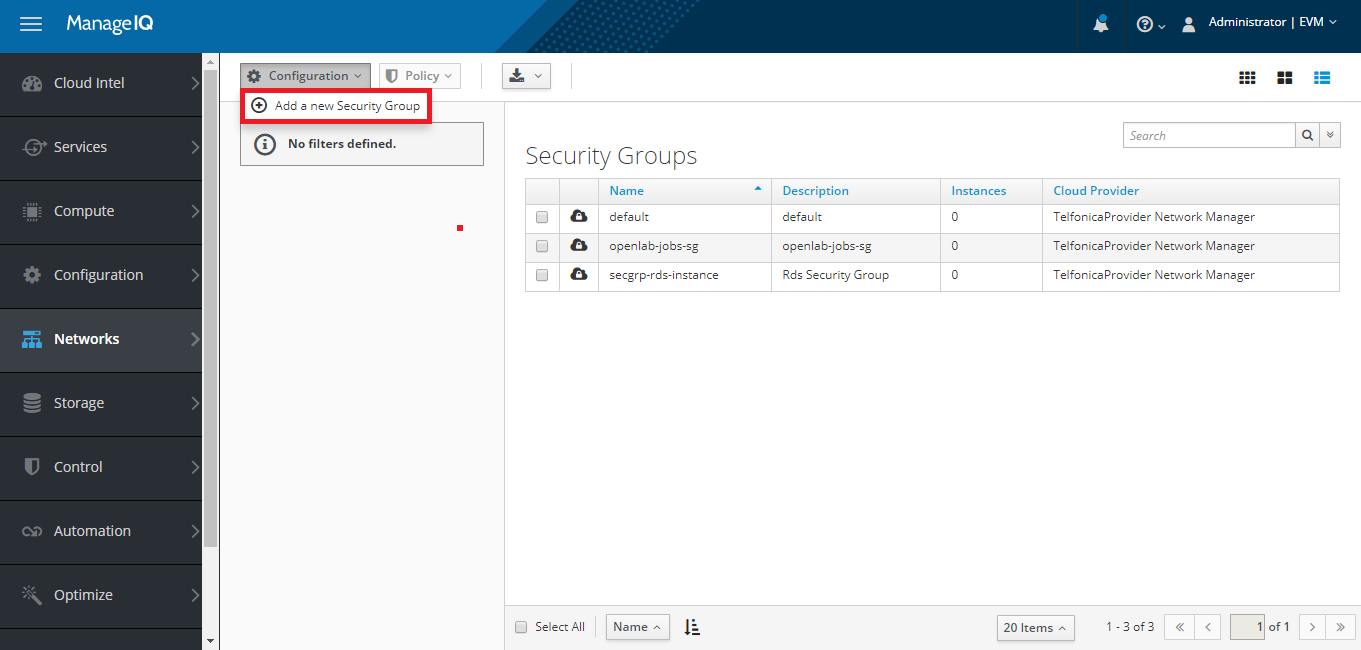 ManageIQ
Administrator | EVM
Cloud Intel
Services
Compute
Configuration
Networks
Storage
Control
Automation
Optimize
Configuration
Policy
Add a new Security Group
No filters defined.
Search
Security Groups
Name Description Instances Cloud Provider
default default 0 TelfonicaProvider Network Manager
openlab-jobs-sg openlab-jobs-sg 0 TelfonicaProvider Network Manager
secgrp-rds-instance Rds Security Group 0 TelfonicaProvider Network Manager
Select All Name 20 Items 1 - 3 of 3 « < 1 of 1 > »